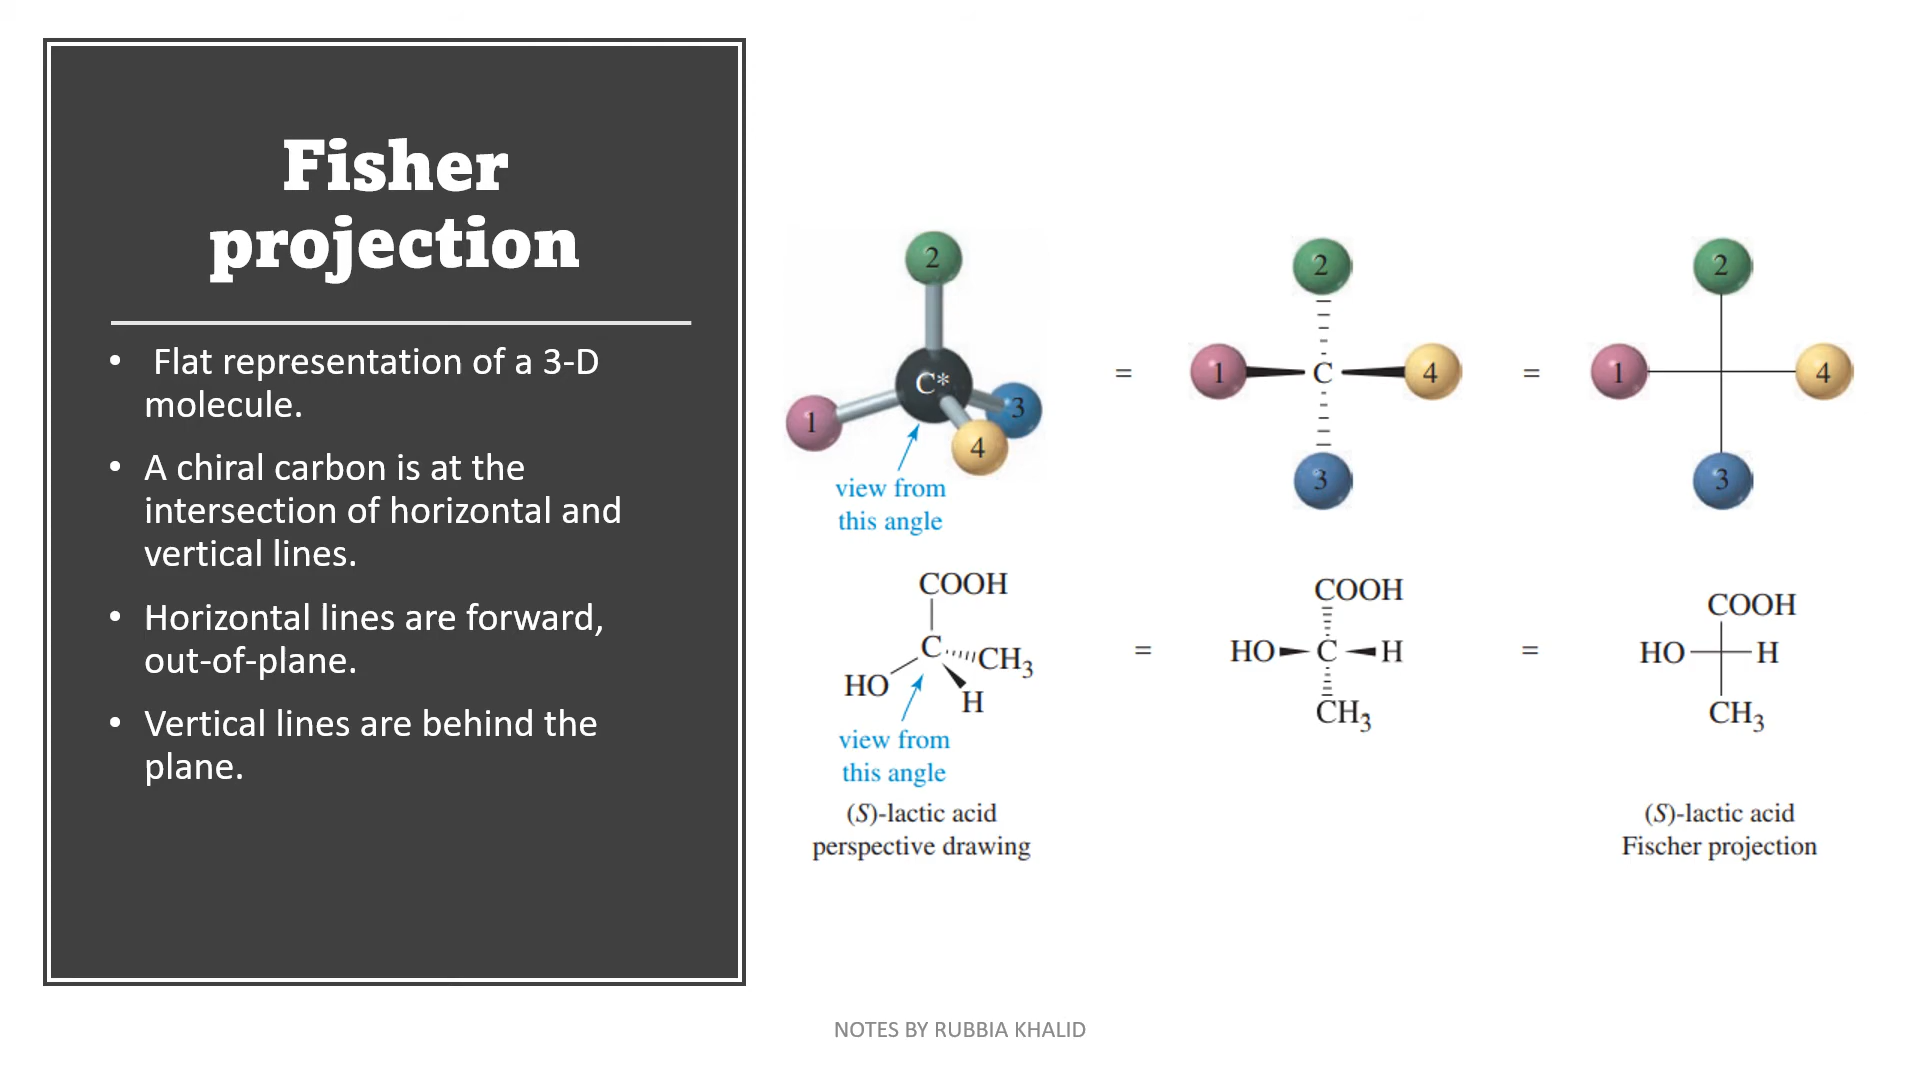 Fisher
projection
• Flat representation of a 3-D
molecule.
• A chiral carbon is at the
intersection of horizontal and
vertical lines.
• Horizontal lines are forward,
out-of-plane.
• Vertical lines are behind the
plane.
2
C*
1
3
4
view from
this angle
=
2
1 C 4
3
=
2
1 4
3
COOH
C CH₃
HO H
view from
this angle
(S)-lactic acid
perspective drawing
=
COOH
HO C H
CH₃
=
COOH
HO H
CH₃
(S)-lactic acid
Fischer projection
NOTES BY RUBBIA KHALID